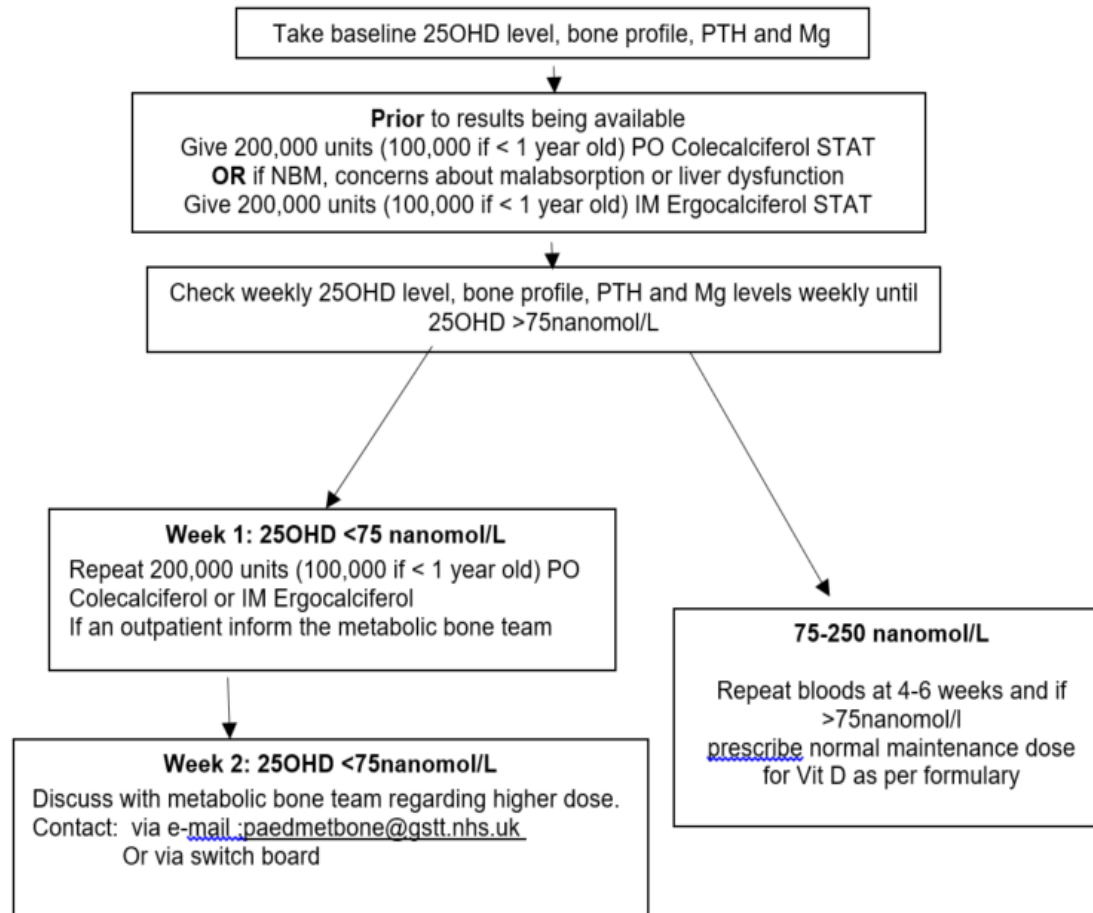 Take baseline 25OHD level, bone profile, PTH and Mg
Prior to results being available
Give 200,000 units (100,000 if < 1 year old) PO Colecalciferol STAT
OR if NBM, concerns about malabsorption or liver dysfunction
Give 200,000 units (100,000 if < 1 year old) IM Ergocalciferol STAT
Check weekly 25OHD level, bone profile, PTH and Mg levels weekly until
25OHD >75nanomol/L
Week 1: 25OHD <75 nanomol/L
Repeat 200,000 units (100,000 if < 1 year old) PO
Colecalciferol or IM Ergocalciferol
If an outpatient inform the metabolic bone team
75-250 nanomol/L
Repeat bloods at 4-6 weeks and if
>75nanomol/l
prescribe normal maintenance dose
for Vit D as per formulary
Week 2: 25OHD <75nanomol/L
Discuss with metabolic bone team regarding higher dose.
Contact: via e-mail ;paedmetbone@gstt.nhs.uk
Or via switch board